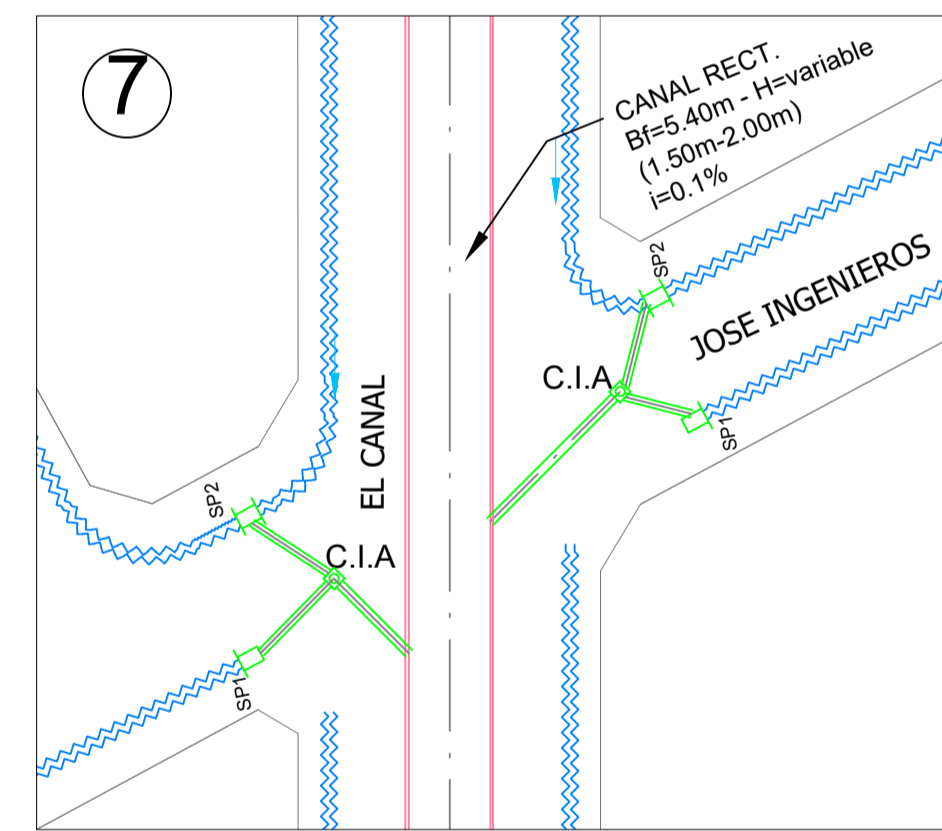 7
CANAL RECT.
Bf=5.40m - H=variable
(1.50m-2.00m)
i=0.1%
SP2
JOSE INGENIEROS
C.I.A
SP1
EL CANAL
SP2
C.I.A
SP1